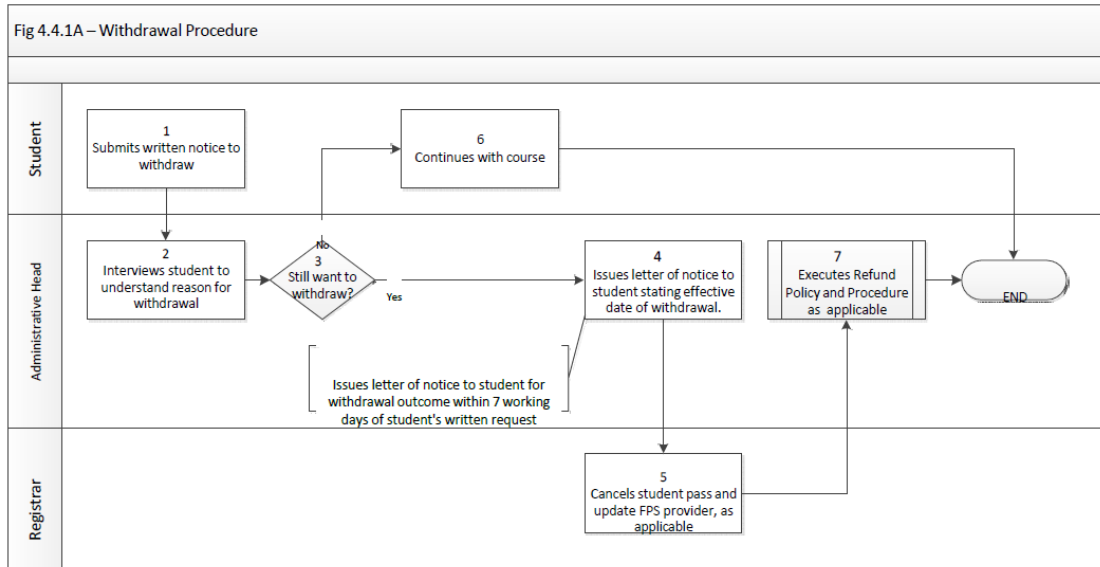 Fig 4.4.1A – Withdrawal Procedure
Student
1
Submits written notice to
withdraw
6
Continues with course
Administrative Head
2
Interviews student to
understand reason for
withdrawal
No
3
Still want to
withdraw?
Yes
4
Issues letter of notice to
student stating effective
date of withdrawal.
7
Executes Refund
Policy and Procedure
as applicable
END
Issues letter of notice to student for
withdrawal outcome within 7 working
days of student's written request
Registrar
5
Cancels student pass and
update FPS provider, as
applicable